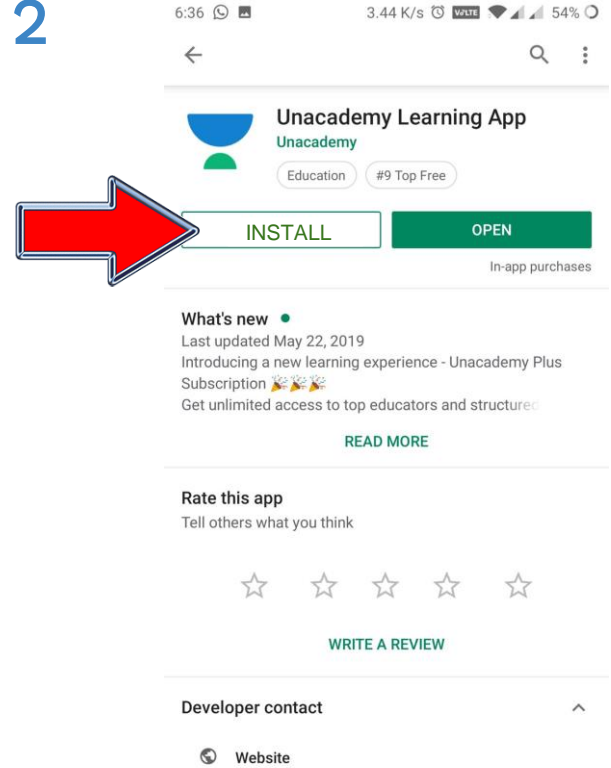 2
6:36 3.44 K/s VoLTE 54%
Unacademy Learning App
Unacademy
Education #9 Top Free
INSTALL OPEN
In-app purchases
What's new
Last updated May 22, 2019
Introducing a new learning experience - Unacademy Plus
Subscription 🎉🎉🎉
Get unlimited access to top educators and structured
READ MORE
Rate this app
Tell others what you think
WRITE A REVIEW
Developer contact
Website